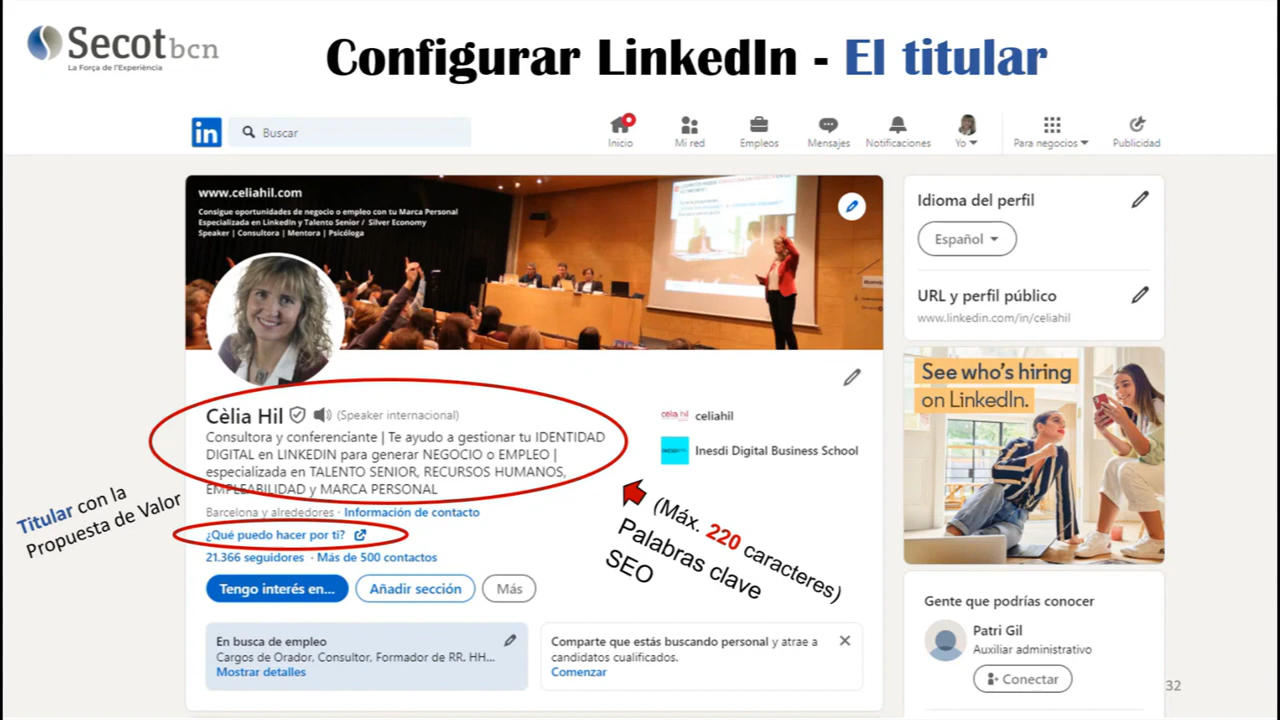 Secot bcn
La Força de l'Experiència
Configurar LinkedIn - El titular
in
Buscar
Inicio
Mi red
Empleos
Mensajes
Notificaciones
Yo
Para negocios
Publicidad
www.celiahil.com
Consigue oportunidades de negocio o empleo con tu Marca Personal
Especializada en LinkedIn y Talento Senior / Silver Economy
Speaker | Consultora | Mentora | Psicóloga
Cèlia Hil (Speaker internacional)
Consultora y conferenciante | Te ayudo a gestionar tu IDENTIDAD
DIGITAL en LINKEDIN para generar NEGOCIO o EMPLEO |
especializada en TALENTO SENIOR, RECURSOS HUMANOS,
EMPLEABILIDAD y MARCA PERSONAL
Barcelona y alrededores · Información de contacto
¿Qué puedo hacer por ti?
21.366 seguidores · Más de 500 contactos
Tengo interés en...
Añadir sección
Más
celia hil
celiahil
Inesdi Digital Business School
Titular con la
Propuesta de Valor
(Máx. 220 caracteres)
Palabras clave
SEO
En busca de empleo
Cargos de Orador, Consultor, Formador de RR. HH...
Mostrar detalles
Comparte que estás buscando personal y atrae a
candidatos cualificados.
Comenzar
Idioma del perfil
Español
URL y perfil público
www.linkedin.com/in/celiahil
See who's hiring
on LinkedIn.
Gente que podrías conocer
Patri Gil
Auxiliar administrativo
Conectar
32